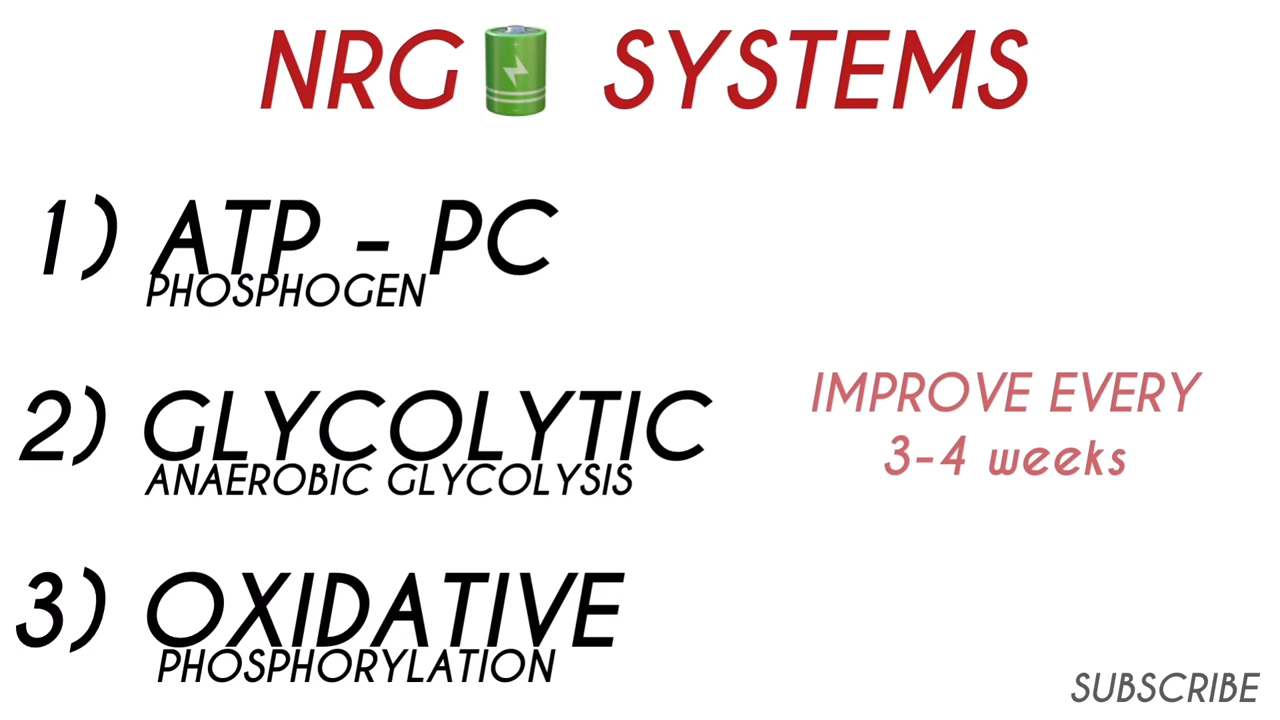 NRG SYSTEMS
1) ATP - PC
PHOSPHOGEN
2) GLYCOLYTIC
ANAEROBIC GLYCOLYSIS
IMPROVE EVERY
3-4 weeks
3) OXIDATIVE
PHOSPHORYLATION
SUBSCRIBE